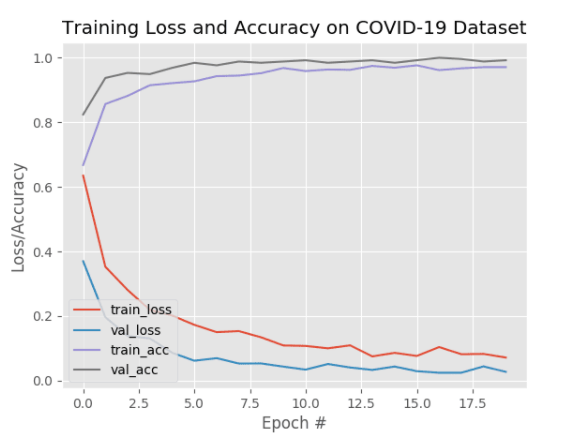 Training Loss and Accuracy on COVID-19 Dataset
1.0
0.8
0.6
0.4
0.2
0.0
Loss/Accuracy
train_loss
val_loss
train_acc
val_acc
0.0 2.5 5.0 7.5 10.0 12.5 15.0 17.5
Epoch #